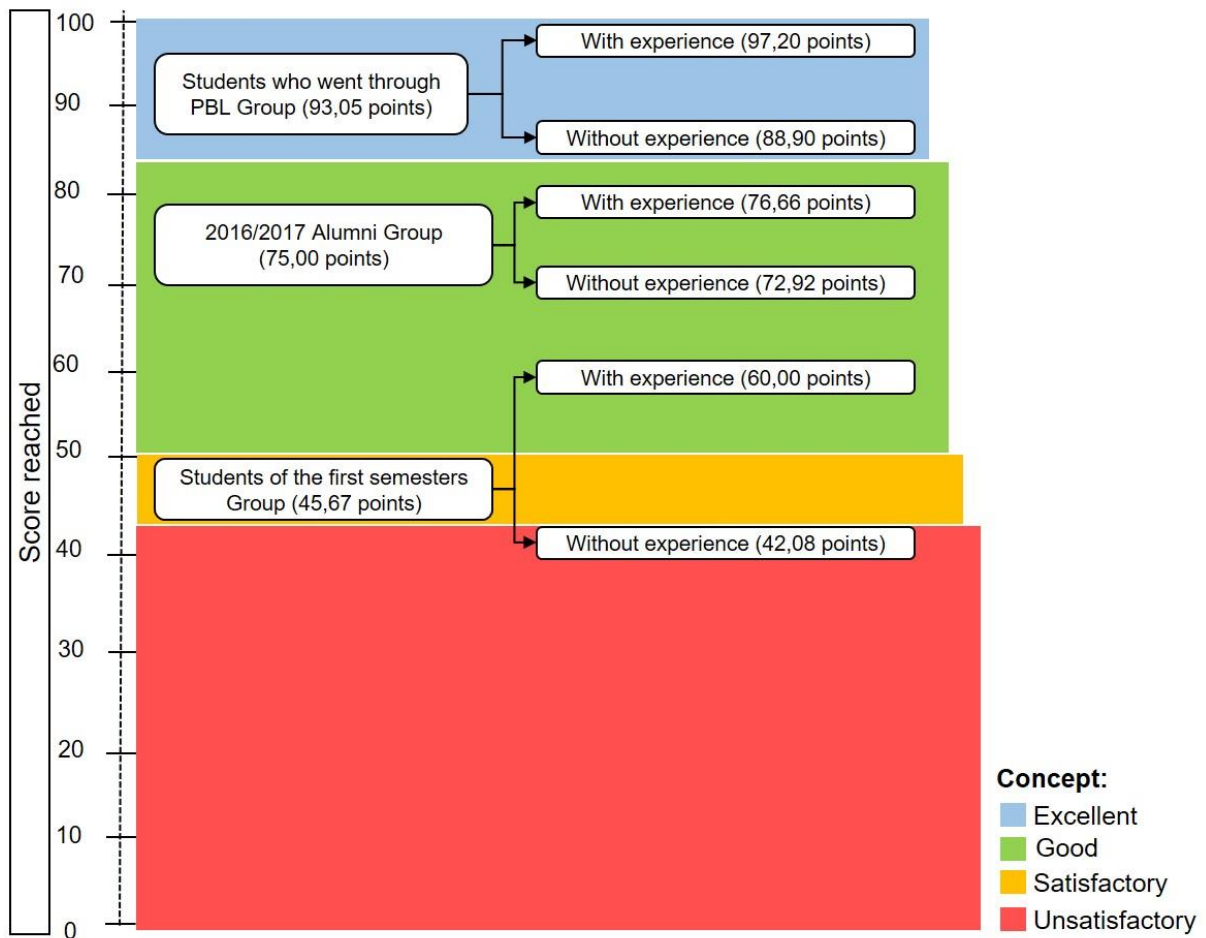 Score reached
100
90
80
70
60
50
40
30
20
10
0
Students who went through
PBL Group (93,05 points)
With experience (97,20 points)
Without experience (88,90 points)
2016/2017 Alumni Group
(75,00 points)
With experience (76,66 points)
Without experience (72,92 points)
Students of the first semesters
Group (45,67 points)
With experience (60,00 points)
Without experience (42,08 points)
Concept:
Excellent
Good
Satisfactory
Unsatisfactory